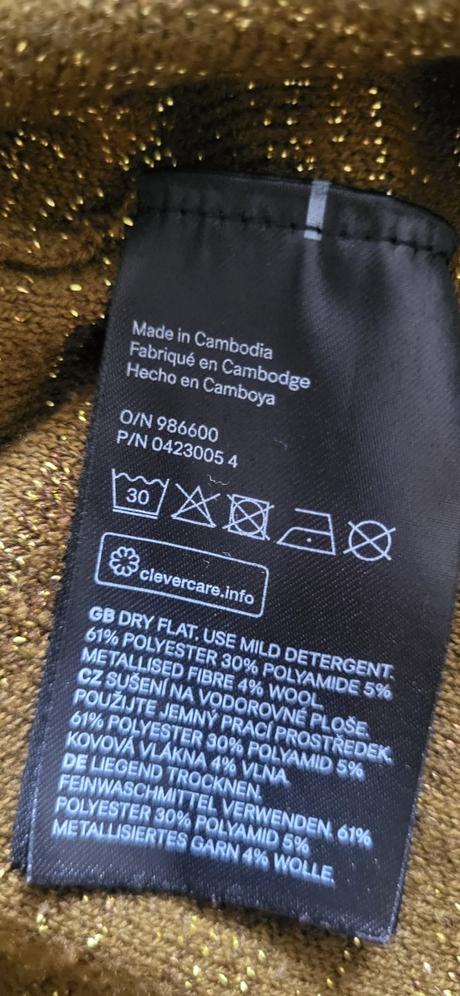 Made in Cambodia
Fabriqué en Cambodge
Hecho en Camboya
O/N 986600
P/N 0423005 4
30
clevercare.info
GB DRY FLAT. USE MILD DETERGENT.
61% POLYESTER 30% POLYAMIDE 5%
METALLISED FIBRE 4% WOOL.
CZ SUŠENÍ NA VODOROVNÉ PLOŠE.
POUŽIJTE JEMNÝ PRACÍ PROSTŘEDEK.
61% POLYESTER 30% POLYAMID 5%
KOVOVÁ VLÁKNA 4% VLNA
DE LIEGEND TROCKNEN.
FEINWASCHMITTEL VERWENDEN. 61%
POLYESTER 30% POLYAMID 5%
METALLISIERTES GARN 4% WOLLE.